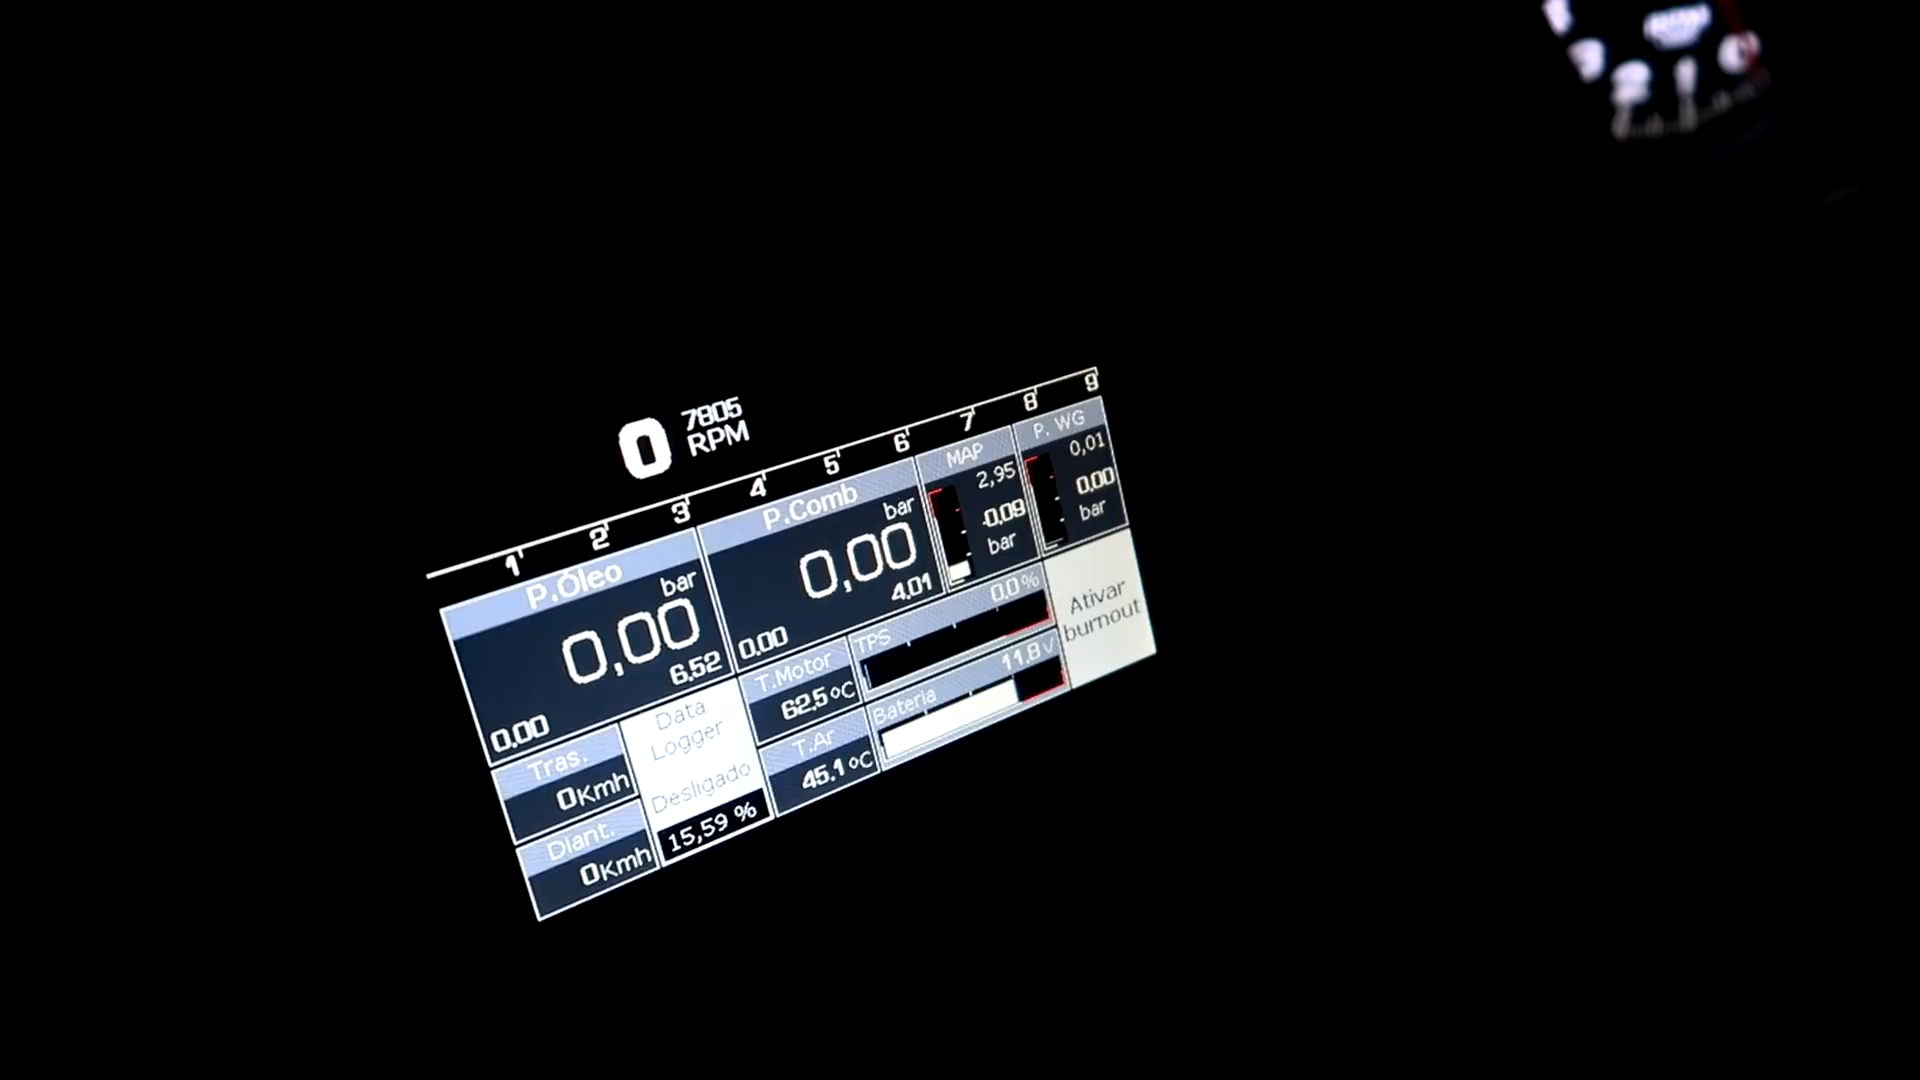 0 7805
RPM
1 2 3 4 5 6 7 8 9
P.Óleo
bar
0,00
6.52
0.00
P.Comb
bar
0,00
4.01
0.00
MAP
2,95
-0.09
bar
P. WG
0,01
0.00
bar
Tras.
0Kmh
Diant.
0Kmh
Data
Logger
Desligado
15,59 %
T.Motor
62.5 ºC
T.Ar
45.1 ºC
TPS 0.0 %
Bateria 11.8 V
Ativar
burnout